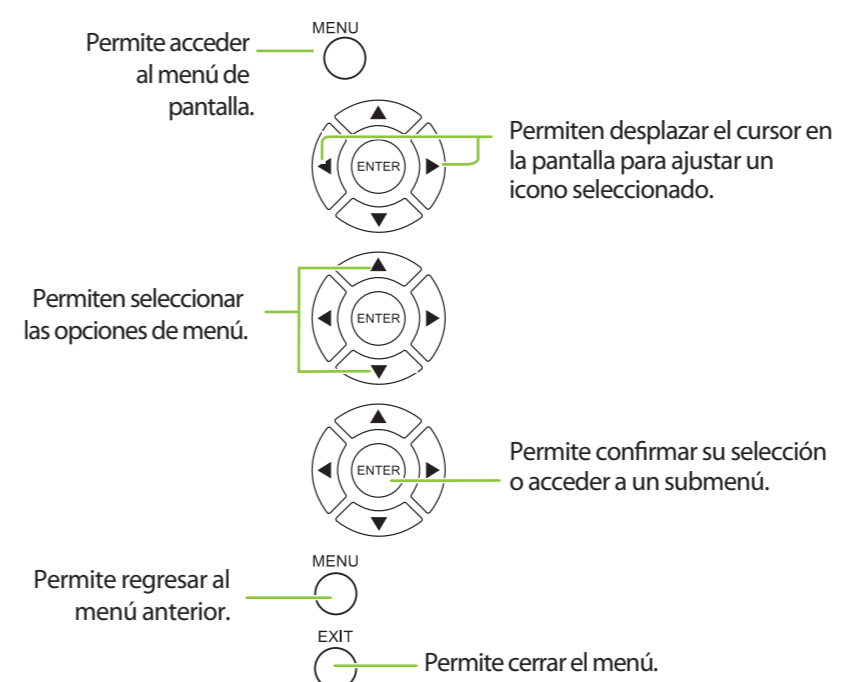 MENU
Permite acceder
al menú de
pantalla.
ENTER
Permiten desplazar el cursor en
la pantalla para ajustar un
icono seleccionado.
Permiten seleccionar
las opciones de menú.
ENTER
ENTER
Permite confirmar su selección
o acceder a un submenú.
MENU
Permite regresar al
menú anterior.
EXIT
Permite cerrar el menú.